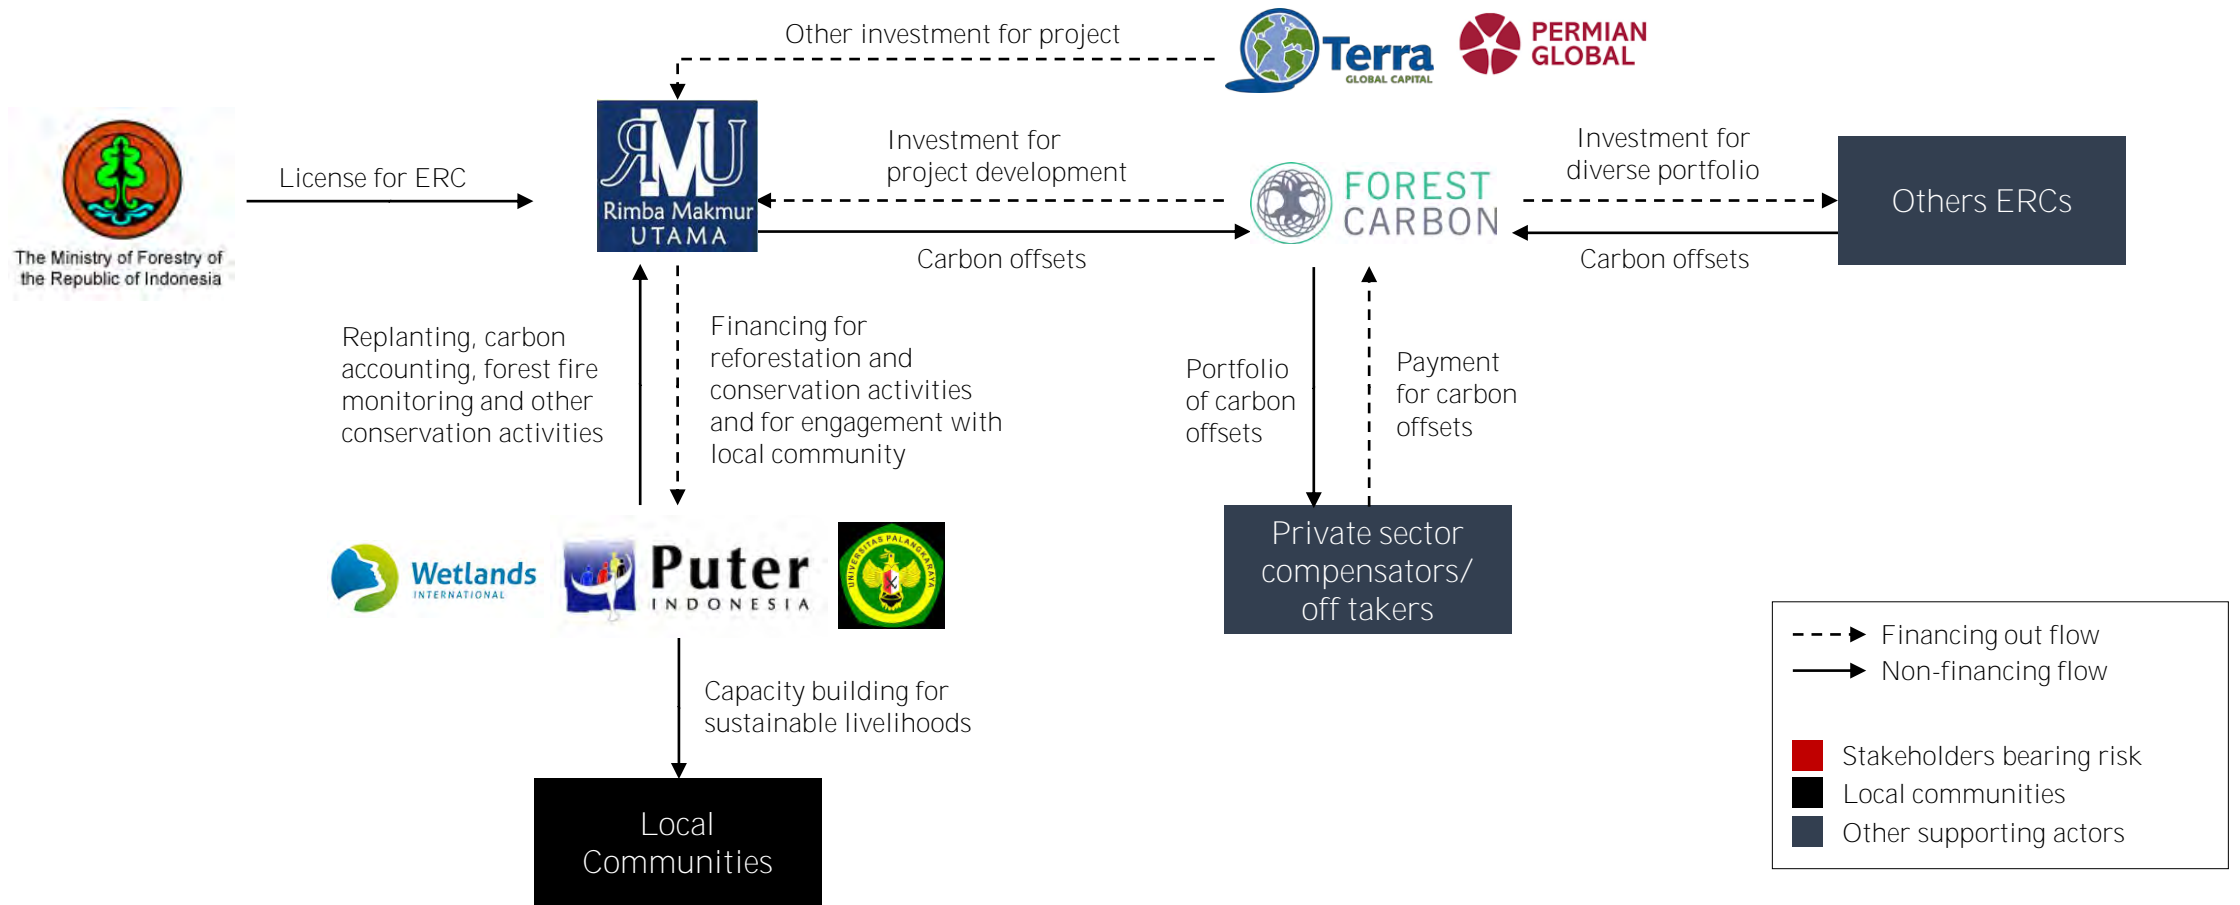 Other investment for project
Terra
GLOBAL CAPITAL
PERMIAN
GLOBAL
The Ministry of Forestry of
the Republic of Indonesia
License for ERC
RMU
Rimba Makmur
UTAMA
Investment for
project development
Carbon offsets
FOREST
CARBON
Investment for
diverse portfolio
Carbon offsets
Others ERCs
Replanting, carbon
accounting, forest fire
monitoring and other
conservation activities
Financing for
reforestation and
conservation activities
and for engagement with
local community
Portfolio
of carbon
offsets
Payment
for carbon
offsets
Wetlands
INTERNATIONAL
Puter
INDONESIA
UNIVERSITAS PALANGKARAYA
Private sector
compensators/
off takers
Capacity building for
sustainable livelihoods
Local
Communities
Financing out flow
Non-financing flow
Stakeholders bearing risk
Local communities
Other supporting actors